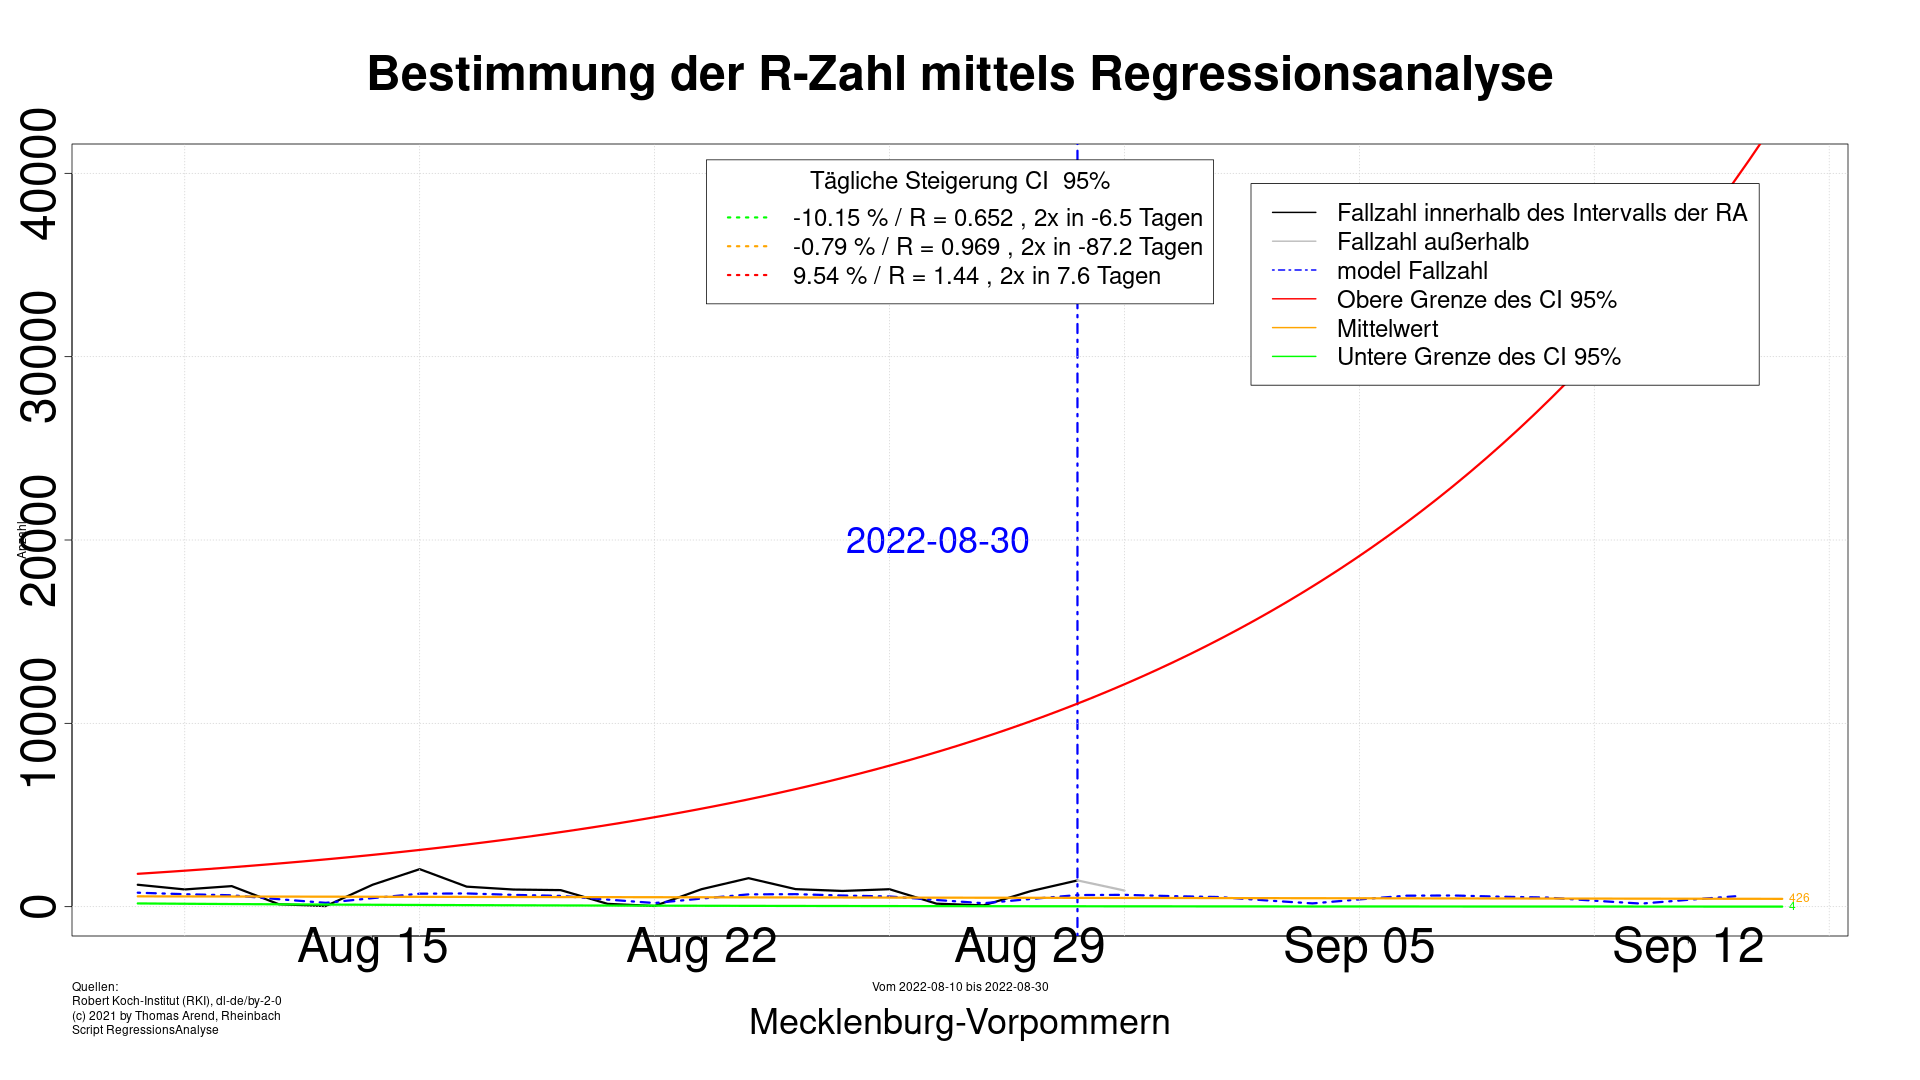 Bestimmung der R-Zahl mittels Regressionsanalyse
40000
30000
20000
10000
0
Anzahl
Tägliche Steigerung CI  95%
-10.15 % / R = 0.652 , 2x in -6.5 Tagen
-0.79 % / R = 0.969 , 2x in -87.2 Tagen
9.54 % / R = 1.44 , 2x in 7.6 Tagen
Fallzahl innerhalb des Intervalls der RA
Fallzahl außerhalb
model Fallzahl
Obere Grenze des CI 95%
Mittelwert
Untere Grenze des CI 95%
2022-08-30
426
4
Aug 15 Aug 22 Aug 29 Sep 05 Sep 12
Quellen:
Robert Koch-Institut (RKI), dl-de/by-2-0
(c) 2021 by Thomas Arend, Rheinbach
Script RegressionsAnalyse
Vom 2022-08-10 bis 2022-08-30
Mecklenburg-Vorpommern